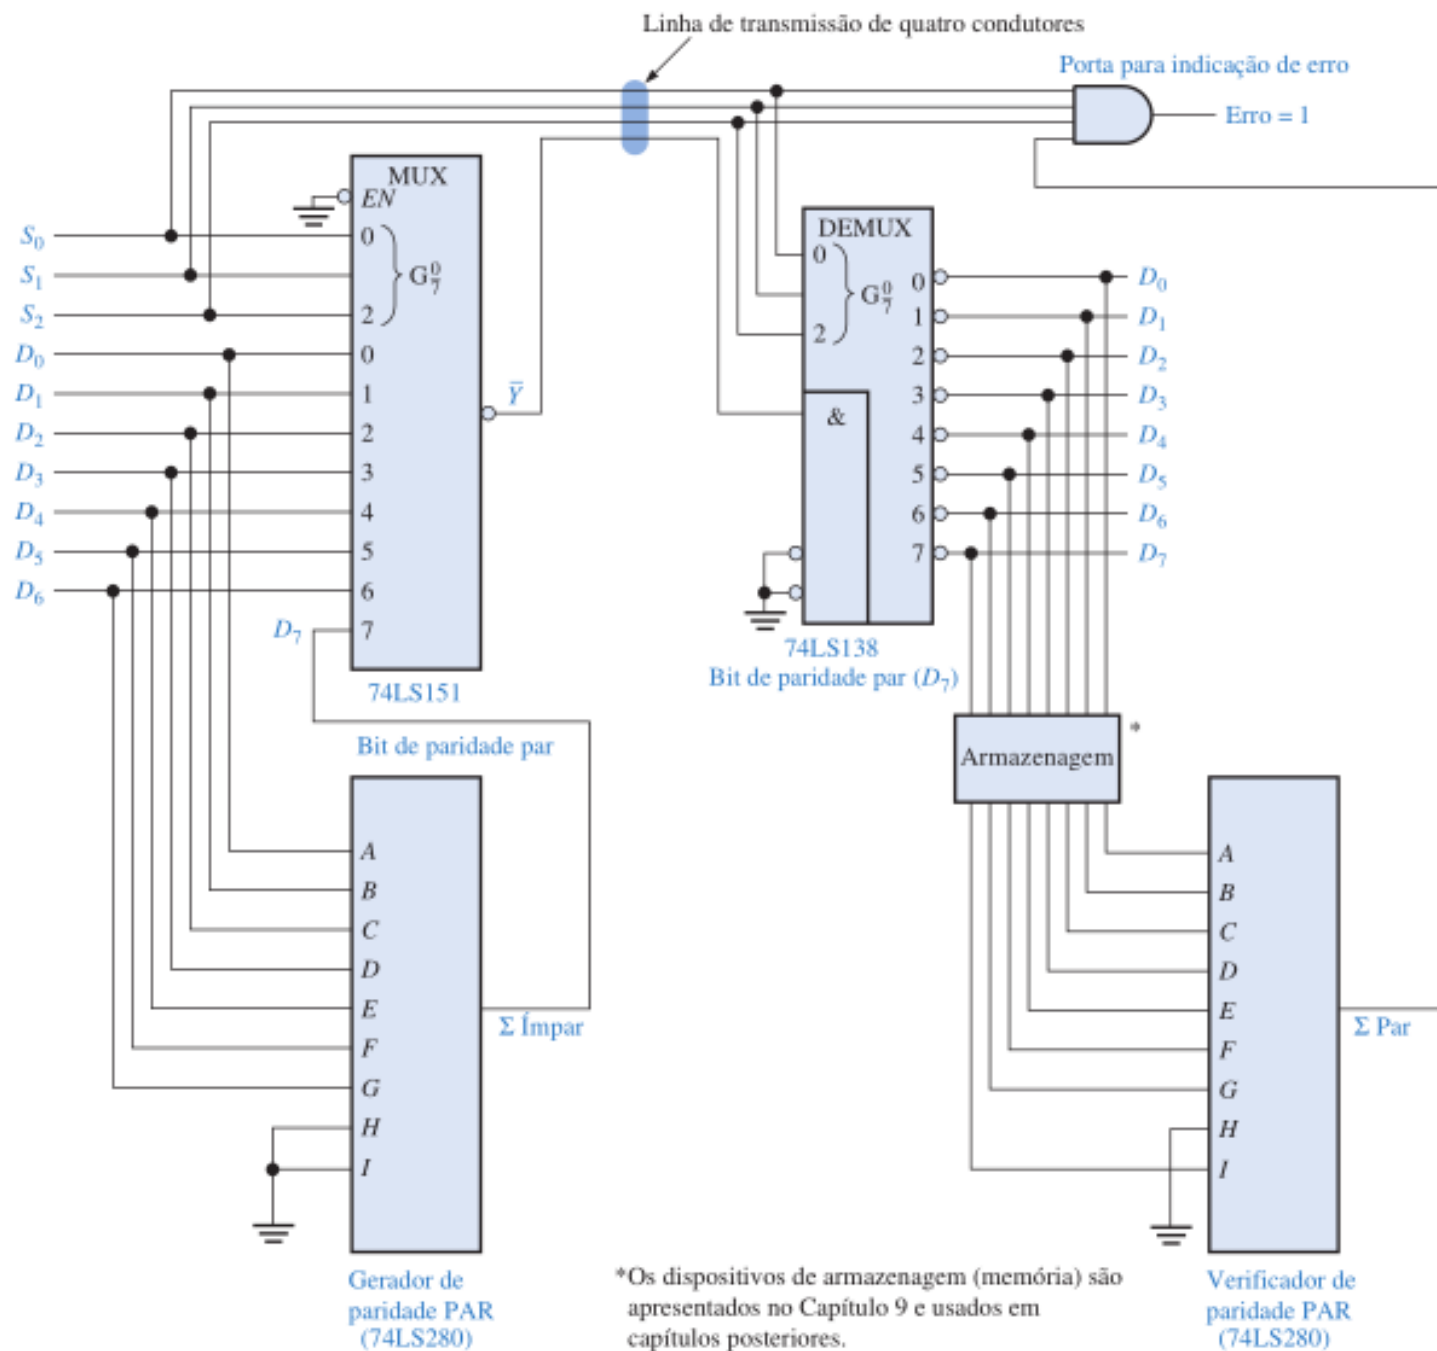 Linha de transmissão de quatro condutores
Porta para indicação de erro
Erro = 1
MUX
EN
S₀
0
S₁
G⁰₇
S₂
2
D₀
0
D₁
1
D₂
2
D₃
3
D₄
4
D₅
5
D₆
6
D₇
7
Y̅
74LS151
Bit de paridade par
DEMUX
0
G⁰₇
2
&
0
D₀
1
D₁
2
D₂
3
D₃
4
D₄
5
D₅
6
D₆
7
D₇
74LS138
Bit de paridade par (D₇)
Armazenagem
*
A
B
C
D
E
F
G
H
I
Σ Ímpar
Gerador de
paridade PAR
(74LS280)
A
B
C
D
E
F
G
H
I
Σ Par
Verificador de
paridade PAR
(74LS280)
*Os dispositivos de armazenagem (memória) são
apresentados no Capítulo 9 e usados em
capítulos posteriores.